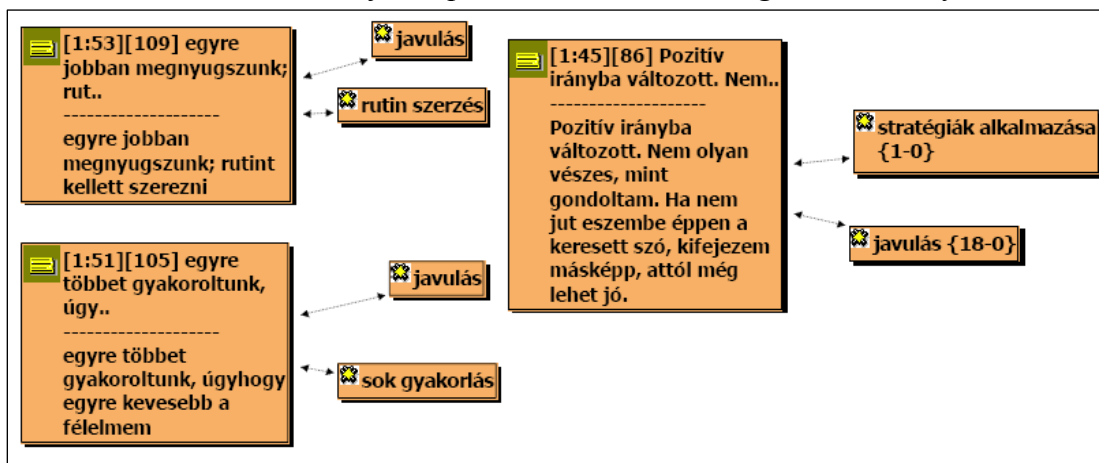 [1:53][109] egyre
jobban megnyugszunk;
rut..
--------------------
egyre jobban
megnyugszunk; rutint
kellett szerezni
javulás
rutin szerzés
[1:51][105] egyre
többet gyakoroltunk,
úgy..
--------------------
egyre többet
gyakoroltunk, úgyhogy
egyre kevesebb a
félelmem
javulás
sok gyakorlás
[1:45][86] Pozitív
irányba változott. Nem..
--------------------
Pozitív irányba
változott. Nem olyan
vészes, mint
gondoltam. Ha nem
jut eszembe éppen a
keresett szó, kifejezem
másképp, attól még
lehet jó.
stratégiák alkalmazása
{1-0}
javulás {18-0}